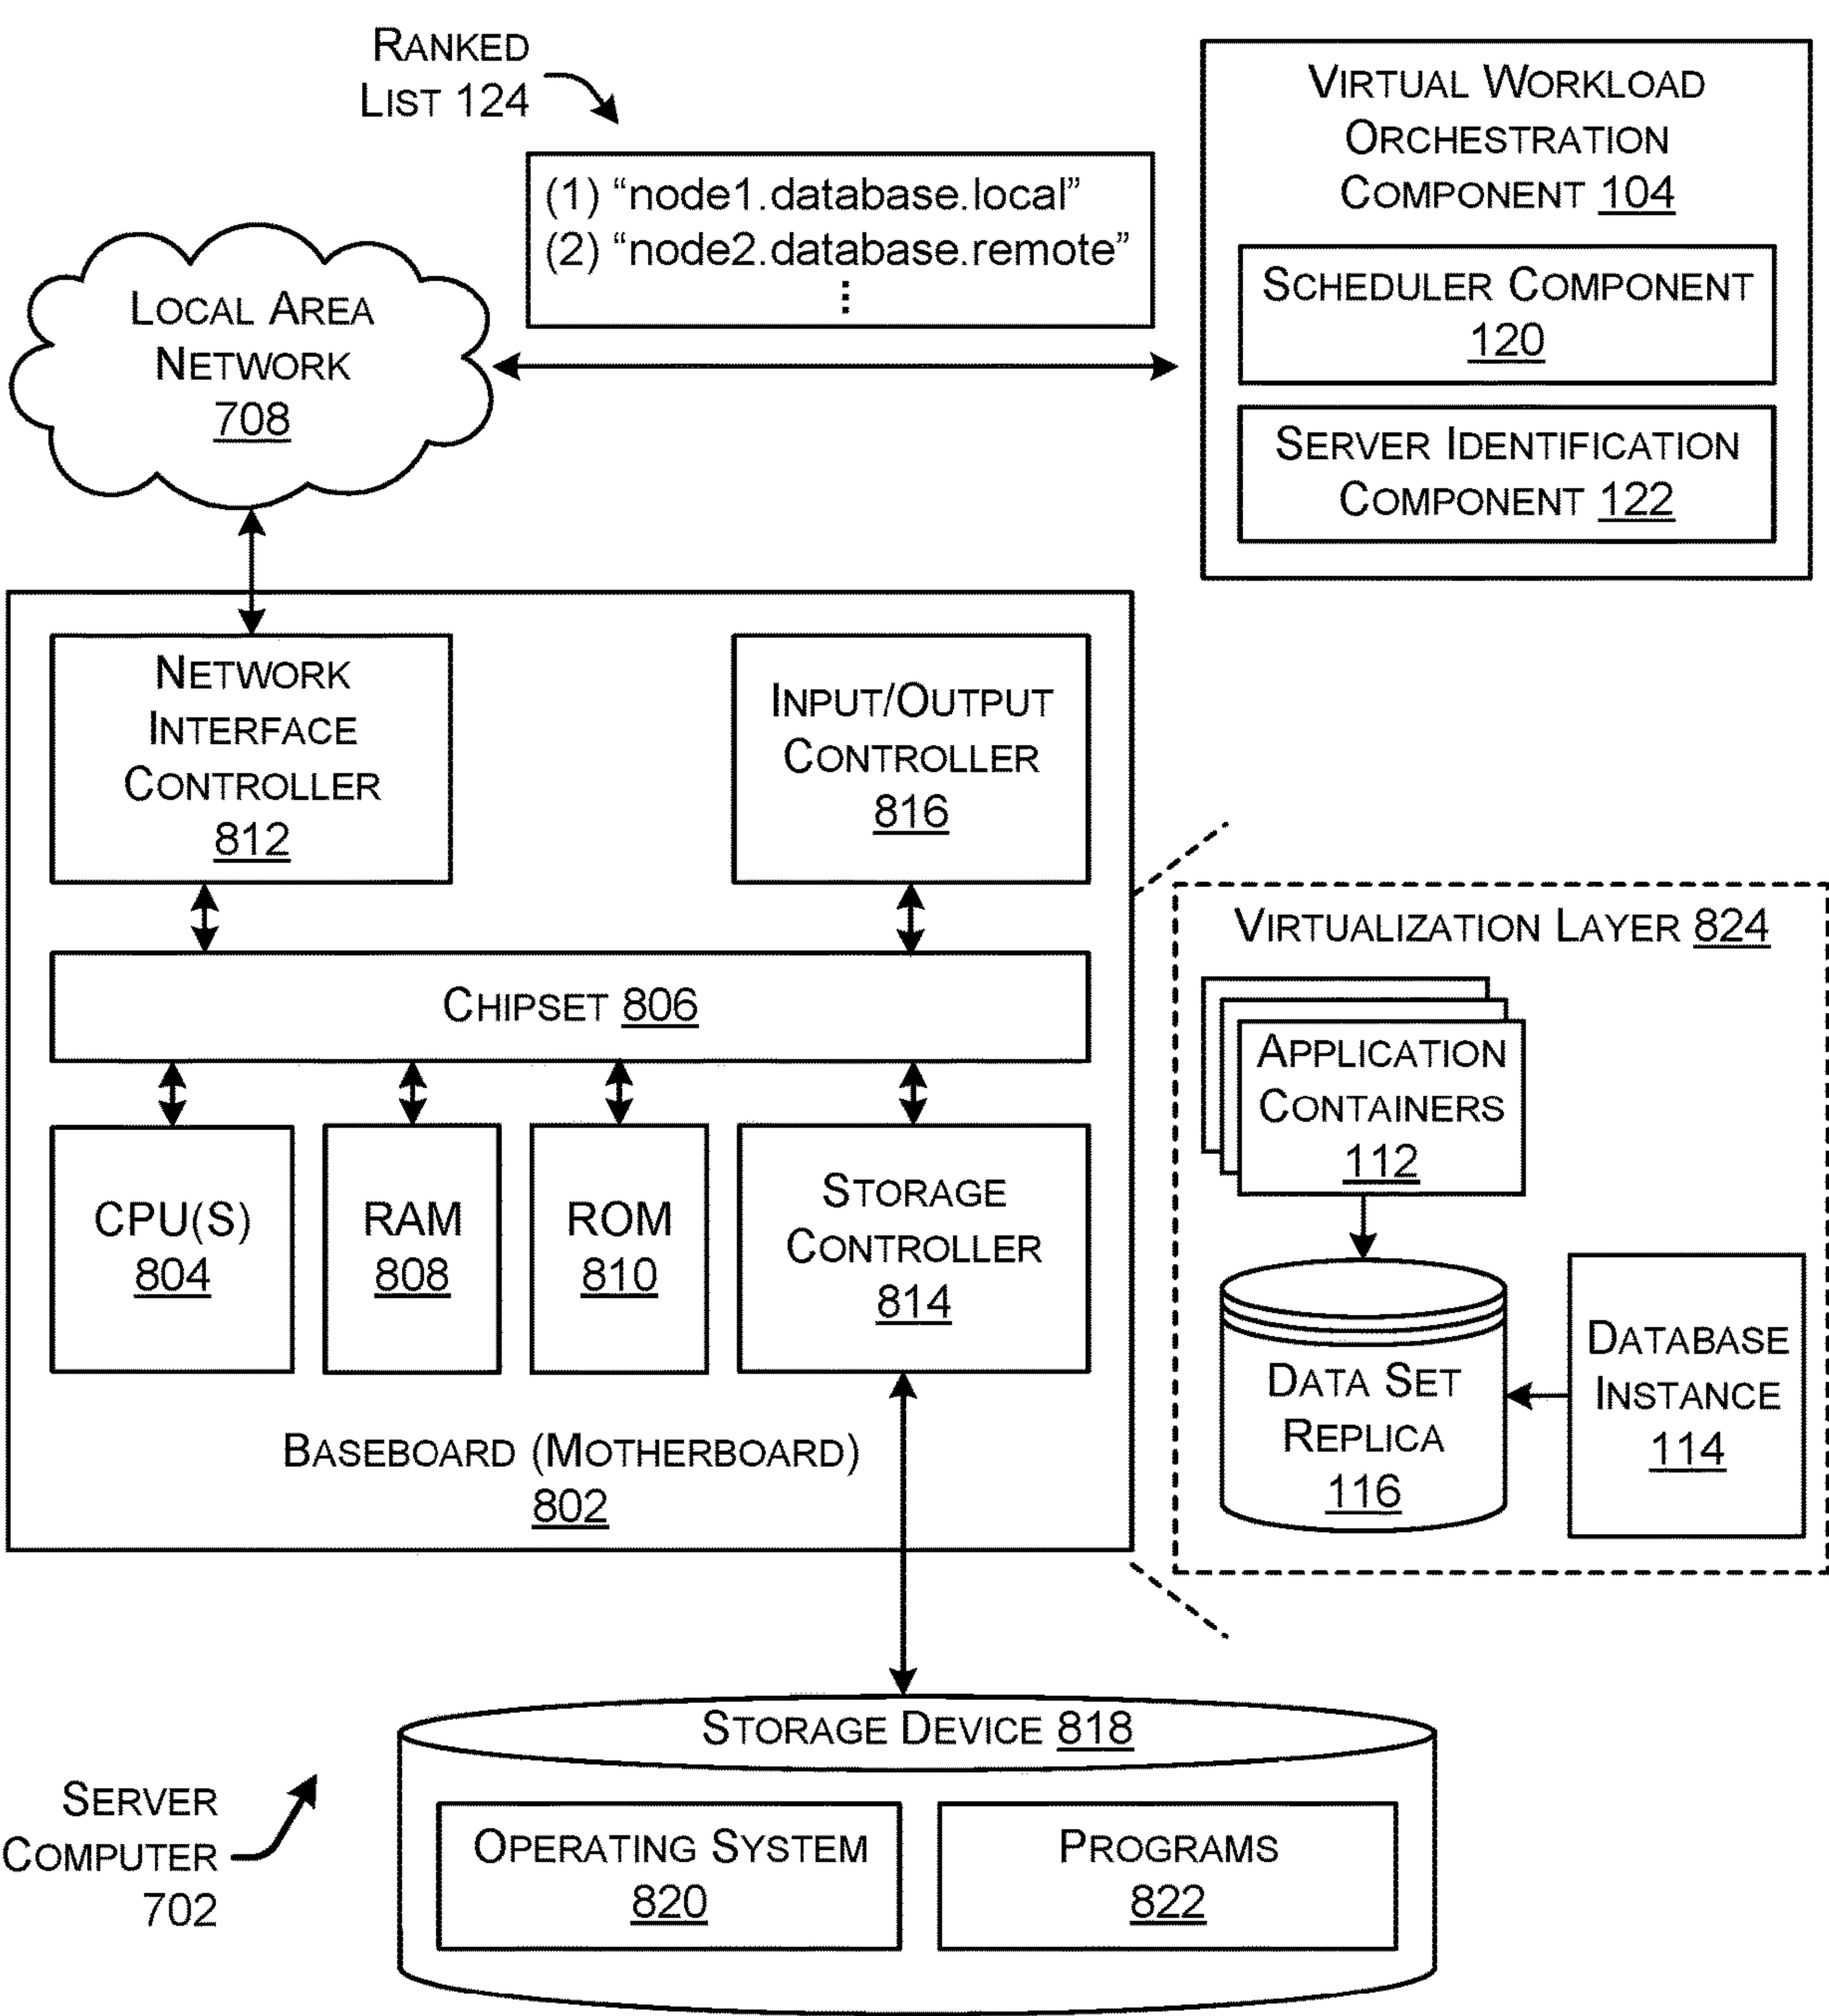 RANKED
LIST 124
(1) “node1.database.local”
(2) “node2.database.remote”
VIRTUAL WORKLOAD
ORCHESTRATION
COMPONENT 104
SCHEDULER COMPONENT
120
SERVER IDENTIFICATION
COMPONENT 122
LOCAL AREA
NETWORK
708
NETWORK
INTERFACE
CONTROLLER
812
INPUT/OUTPUT
CONTROLLER
816
CHIPSET 806
CPU(S)
804
RAM
808
ROM
810
STORAGE
CONTROLLER
814
BASEBOARD (MOTHERBOARD)
802
VIRTUALIZATION LAYER 824
APPLICATION
CONTAINERS
112
DATA SET
REPLICA
116
DATABASE
INSTANCE
114
STORAGE DEVICE 818
OPERATING SYSTEM
820
PROGRAMS
822
SERVER
COMPUTER
702